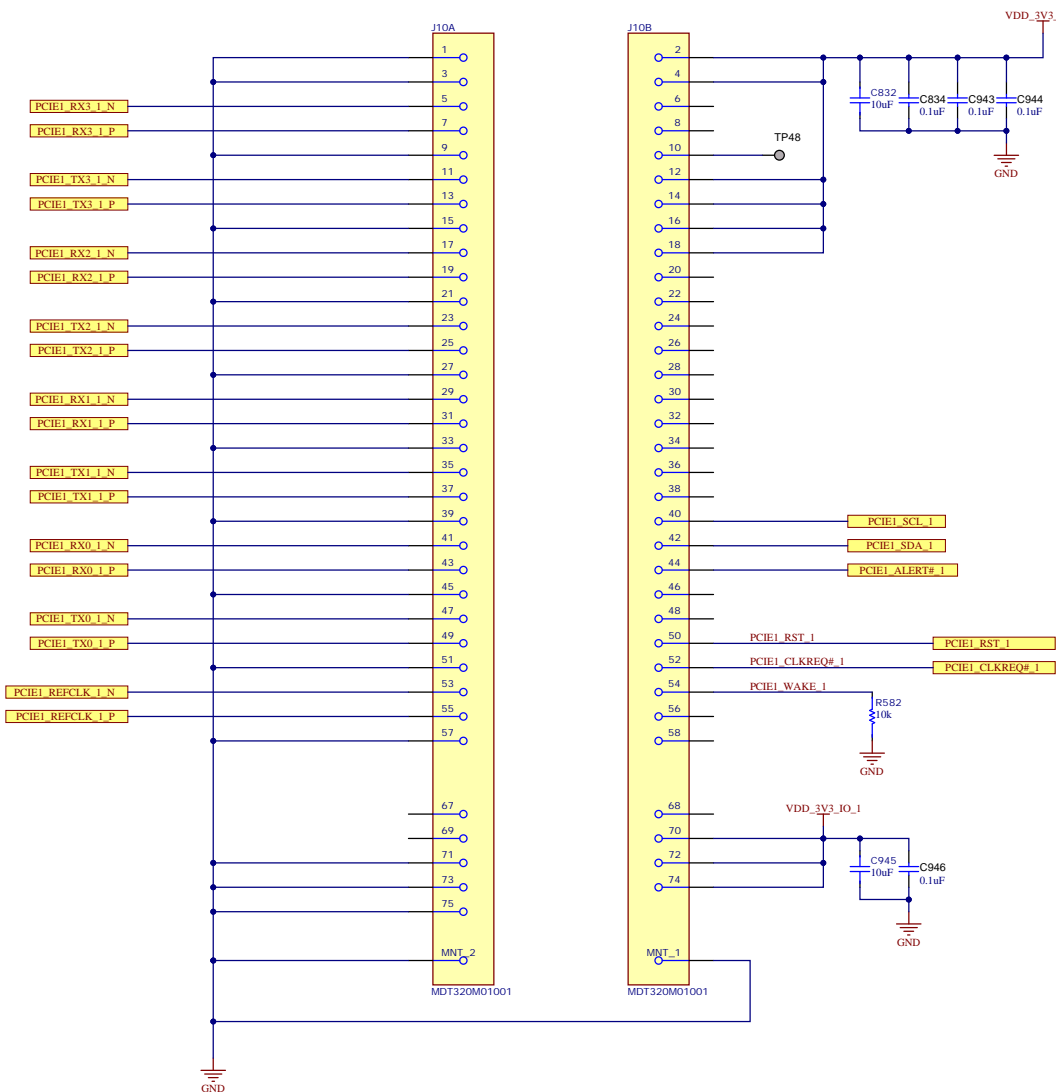 J10A
1
3
5
7
9
11
13
15
17
19
21
23
25
27
29
31
33
35
37
39
41
43
45
47
49
51
53
55
57
67
69
71
73
75
MNT_2
MDT320M01001
PCIE1_RX3_1_N
PCIE1_RX3_1_P
PCIE1_TX3_1_N
PCIE1_TX3_1_P
PCIE1_RX2_1_N
PCIE1_RX2_1_P
PCIE1_TX2_1_N
PCIE1_TX2_1_P
PCIE1_RX1_1_N
PCIE1_RX1_1_P
PCIE1_TX1_1_N
PCIE1_TX1_1_P
PCIE1_RX0_1_N
PCIE1_RX0_1_P
PCIE1_TX0_1_N
PCIE1_TX0_1_P
PCIE1_REFCLK_1_N
PCIE1_REFCLK_1_P
GND
J10B
2
4
6
8
10
12
14
16
18
20
22
24
26
28
30
32
34
36
38
40
42
44
46
48
50
52
54
56
58
68
70
72
74
MNT_1
MDT320M01001
VDD_3V3_
C832
10uF
C834
0.1uF
C943
0.1uF
C944
0.1uF
GND
TP48
PCIE1_SCL_1
PCIE1_SDA_1
PCIE1_ALERT#_1
PCIE1_RST_1
PCIE1_RST_1
PCIE1_CLKREQ#_1
PCIE1_CLKREQ#_1
PCIE1_WAKE_1
R582
10k
GND
VDD_3V3_IO_1
C945
10uF
C946
0.1uF
GND